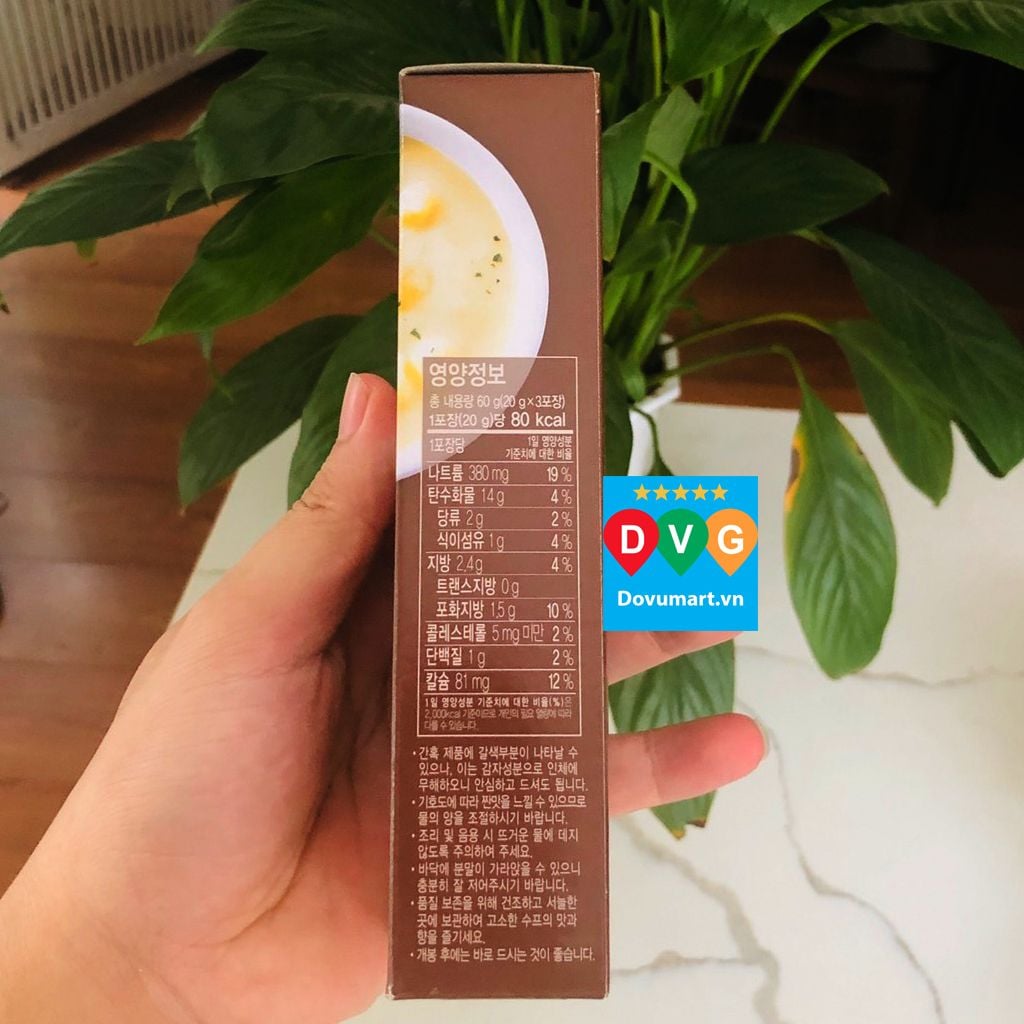 영양정보
총 내용량 60 g(20 g×3포장)
1포장(20 g)당 80 kcal
1포장당 1일 영양성분
기준치에 대한 비율
나트륨 380 mg 19 %
탄수화물 14 g 4 %
당류 2 g 2 %
식이섬유 1 g 4 %
지방 2.4 g 4 %
트랜스지방 0 g
포화지방 1.5 g 10 %
콜레스테롤 5 mg 미만 2 %
단백질 1 g 2 %
칼슘 81 mg 12 %
1일 영양성분 기준치에 대한 비율(%)은
2,000kcal 기준이므로 개인의 필요 열량에 따라
다를 수 있습니다.
• 간혹 제품에 갈색부분이 나타날 수
있으나, 이는 감자성분으로 인체에
무해하오니 안심하고 드셔도 됩니다.
• 기호도에 따라 짠맛을 느낄 수 있으므로
물의 양을 조절하시기 바랍니다.
• 조리 및 음용 시 뜨거운 물에 데지
않도록 주의하여 주세요.
• 바닥에 분말이 가라앉을 수 있으니
충분히 잘 저어주시기 바랍니다.
• 품질 보존을 위해 건조하고 서늘한
곳에 보관하여 고소한 수프의 맛과
향을 즐기세요.
• 개봉 후에는 바로 드시는 것이 좋습니다.
DVG
Dovumart.vn